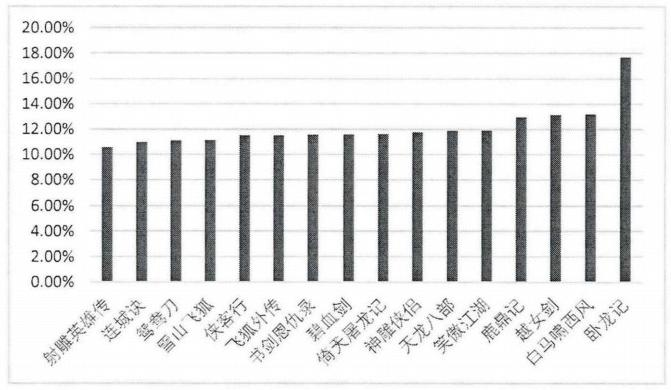 20.00%
18.00%
16.00%
14.00%
12.00%
10.00%
8.00%
6.00%
4.00%
2.00%
0.00%
射雕英雄传
连城诀
鸳鸯刀
雪山飞狐
侠客行
飞狐外传
书剑恩仇录
碧血剑
倚天屠龙记
神雕侠侣
天龙八部
笑傲江湖
鹿鼎记
越女剑
白马啸西风
卧龙记